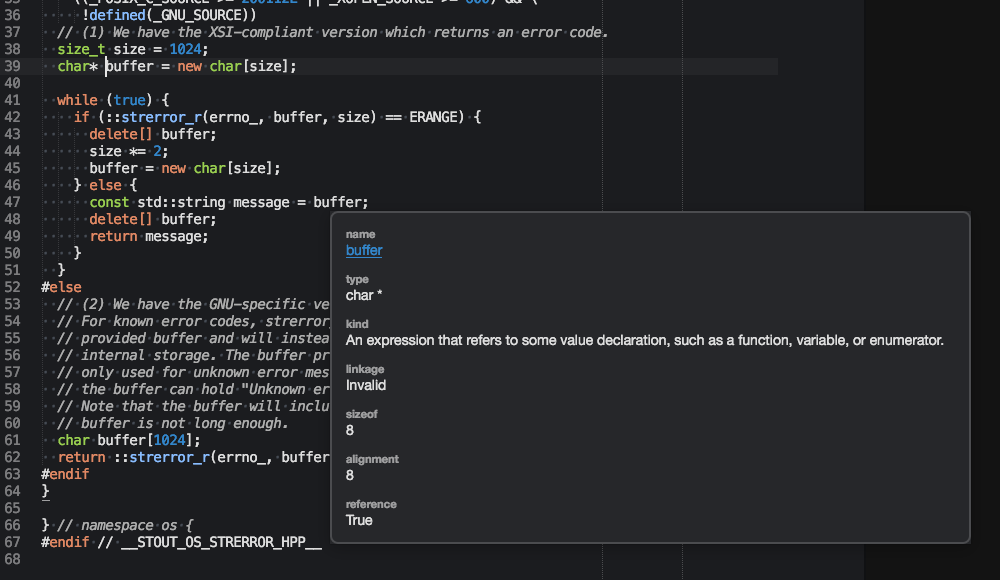 35 ((_POSIX_C_SOURCE >= 200112L || _XOPEN_SOURCE >= 600) && \
36 !defined(_GNU_SOURCE))
37 // (1) We have the XSI-compliant version which returns an error code.
38 size_t size = 1024;
39 char* buffer = new char[size];
40
41 while (true) {
42 if (::strerror_r(errno_, buffer, size) == ERANGE) {
43 delete[] buffer;
44 size *= 2;
45 buffer = new char[size];
46 } else {
47 const std::string message = buffer;
48 delete[] buffer;
49 return message;
50 }
51 }
52 #else
53 // (2) We have the GNU-specific ve
54 // For known error codes, strerror
55 // provided buffer and will instea
56 // internal storage. The buffer pr
57 // only used for unknown error mes
58 // the buffer can hold "Unknown er
59 // Note that the buffer will inclu
60 // buffer is not long enough.
61 char buffer[1024];
62 return ::strerror_r(errno_, buffer
63 #endif
64 }
65
66 } // namespace os {
67 #endif // __STOUT_OS_STRERROR_HPP__
68
name
buffer
type
char *
kind
An expression that refers to some value declaration, such as a function, variable, or enumerator.
linkage
Invalid
sizeof
8
alignment
8
reference
True